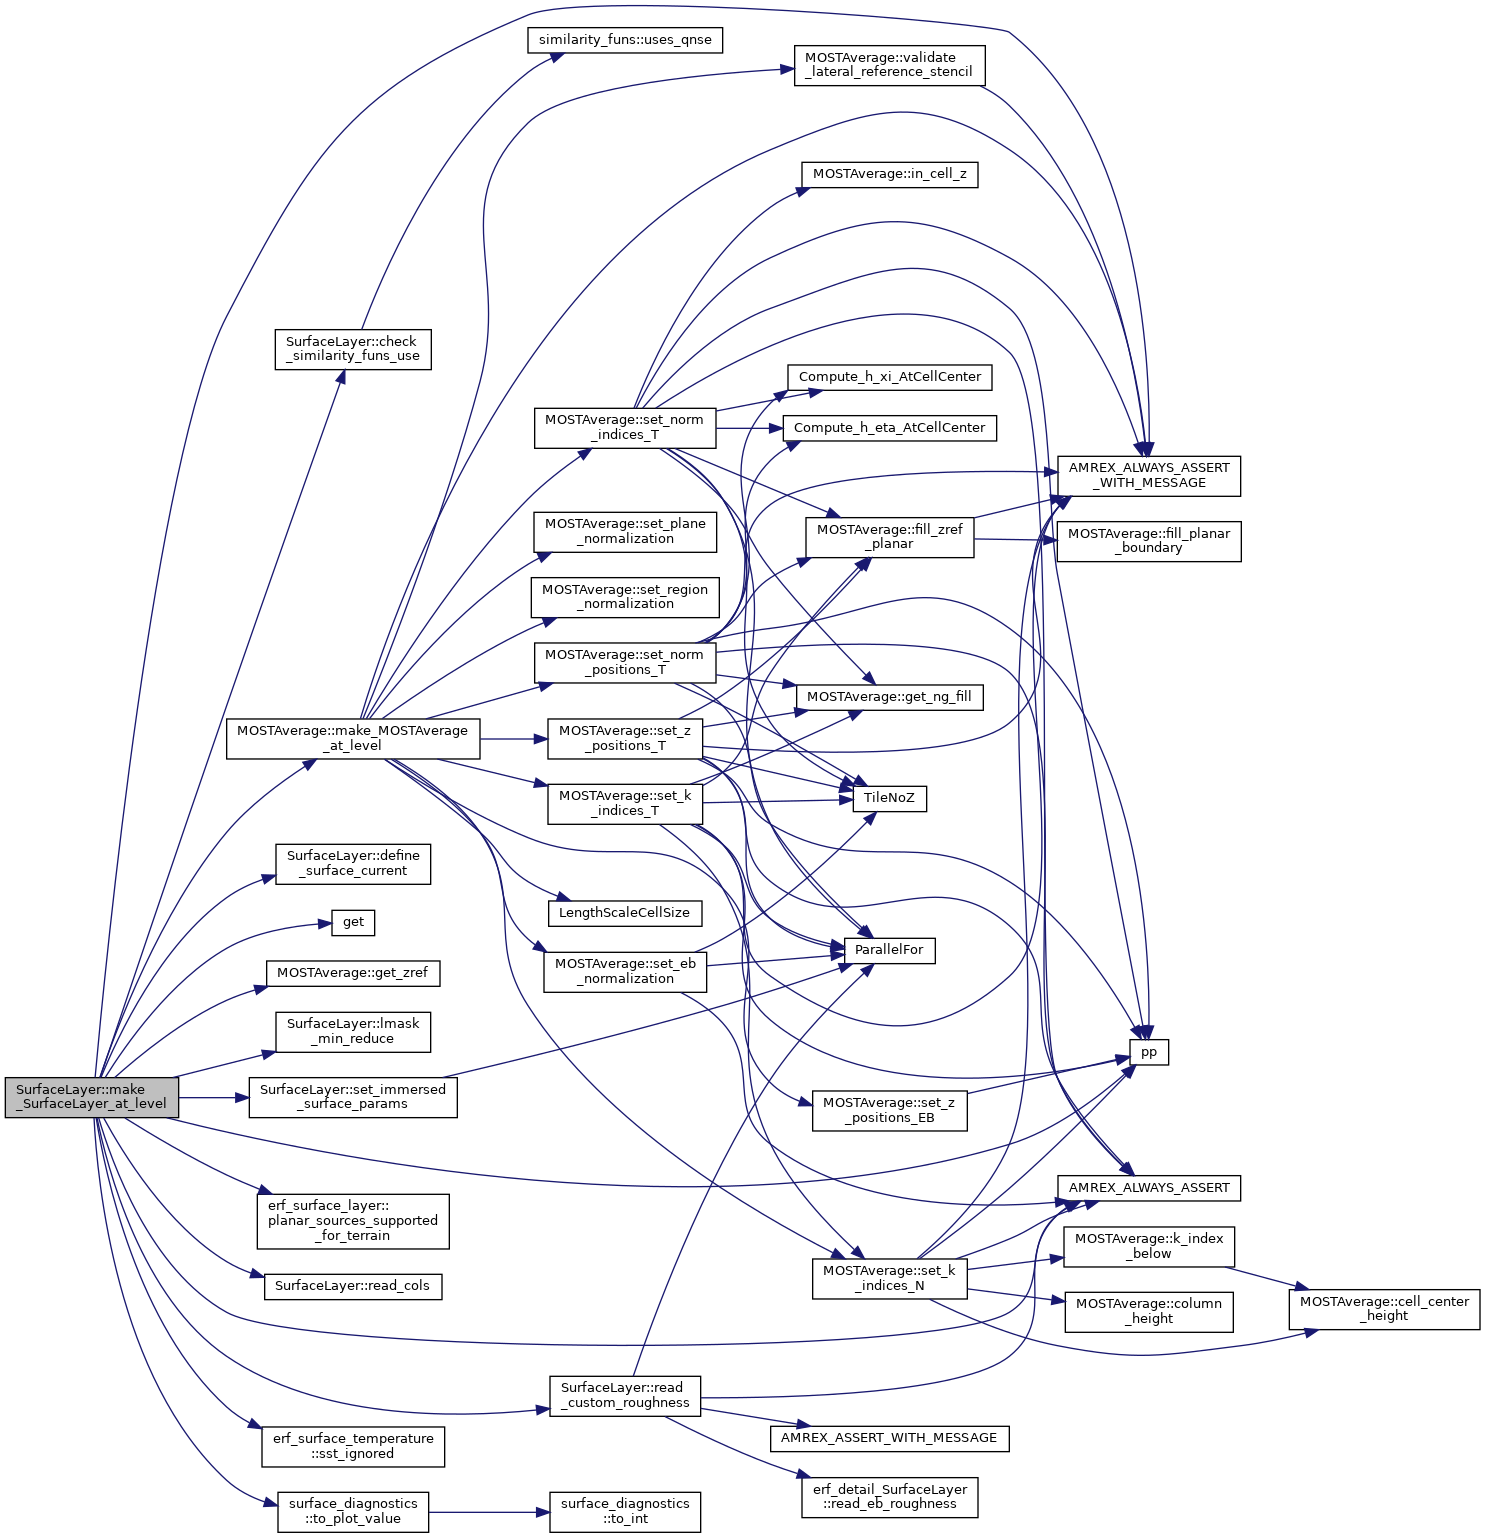 similarity_funs::uses_qnse
MOSTAverage::validate
_lateral_reference_stencil
MOSTAverage::in_cell_z
SurfaceLayer::check
_similarity_funs_use
Compute_h_xi_AtCellCenter
MOSTAverage::set_norm
_indices_T
Compute_h_eta_AtCellCenter
AMREX_ALWAYS_ASSERT
_WITH_MESSAGE
MOSTAverage::set_plane
_normalization
MOSTAverage::fill_zref
_planar
MOSTAverage::fill_planar
_boundary
MOSTAverage::set_region
_normalization
MOSTAverage::set_norm
_positions_T
MOSTAverage::get_ng_fill
MOSTAverage::make_MOSTAverage
_at_level
MOSTAverage::set_z
_positions_T
MOSTAverage::set_k
_indices_T
TileNoZ
SurfaceLayer::define
_surface_current
get
LengthScaleCellSize
ParallelFor
MOSTAverage::get_zref
MOSTAverage::set_eb
_normalization
SurfaceLayer::lmask
_min_reduce
pp
SurfaceLayer::make
_SurfaceLayer_at_level
SurfaceLayer::set_immersed
_surface_params
MOSTAverage::set_z
_positions_EB
AMREX_ALWAYS_ASSERT
erf_surface_layer::
planar_sources_supported
_for_terrain
MOSTAverage::k_index
_below
SurfaceLayer::read_cols
MOSTAverage::set_k
_indices_N
MOSTAverage::column
_height
MOSTAverage::cell_center
_height
SurfaceLayer::read
_custom_roughness
AMREX_ASSERT_WITH_MESSAGE
erf_surface_temperature
::sst_ignored
erf_detail_SurfaceLayer
::read_eb_roughness
surface_diagnostics
::to_plot_value
surface_diagnostics
::to_int